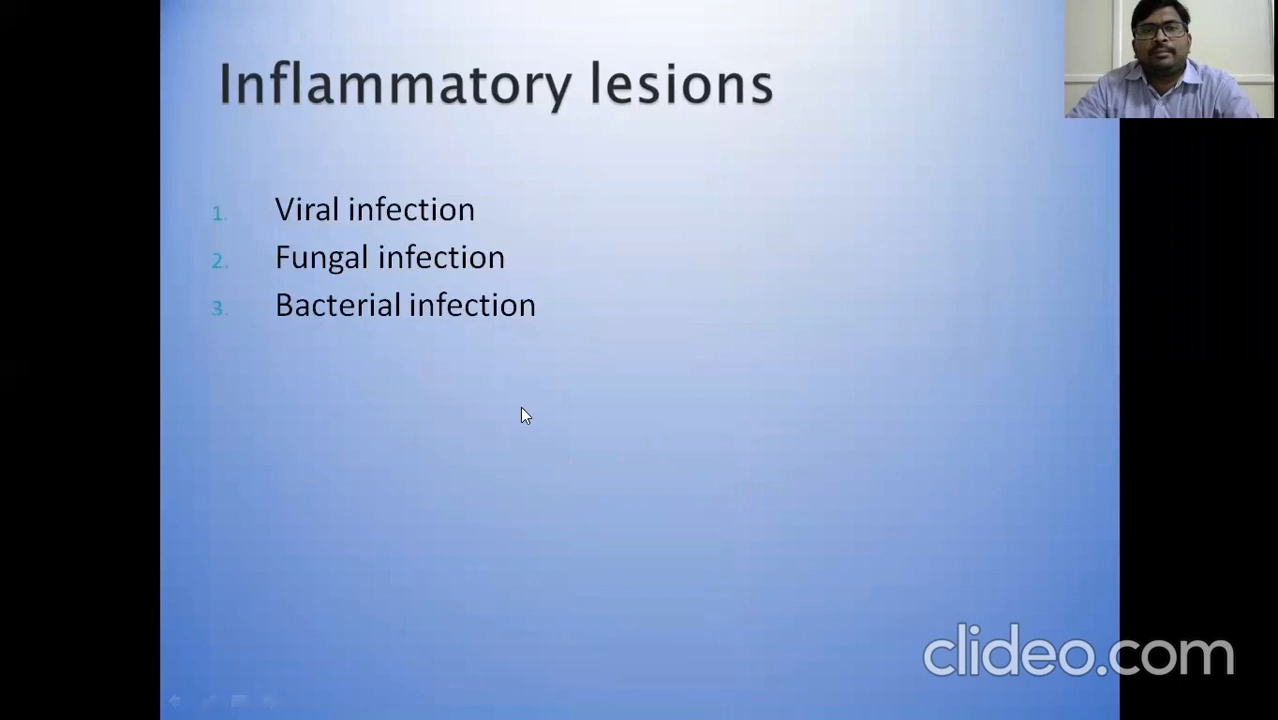 Inflammatory lesions
1. Viral infection
2. Fungal infection
3. Bacterial infection
clideo.com